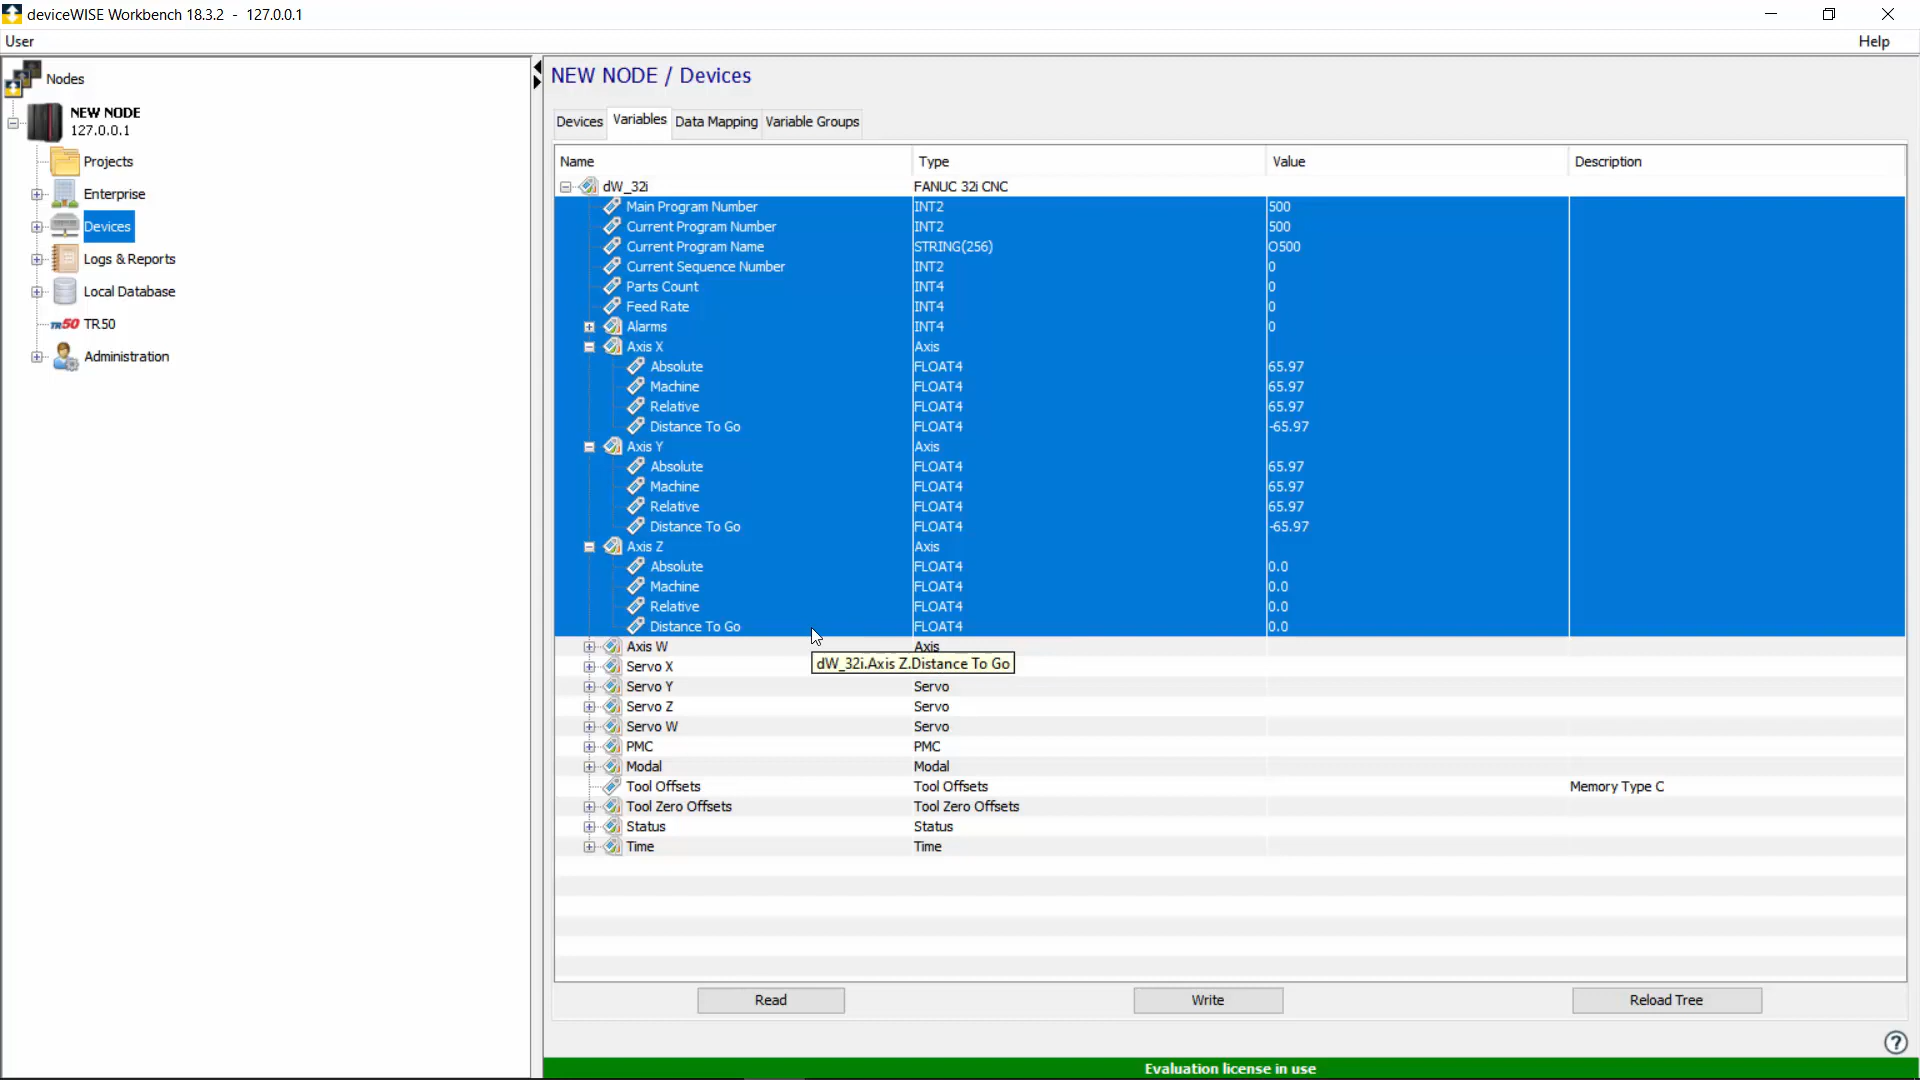 deviceWISE Workbench 18.3.2 - 127.0.0.1
User Help
Nodes
NEW NODE
127.0.0.1
Projects
Enterprise
Devices
Logs & Reports
Local Database
TR50 TR50
Administration
NEW NODE / Devices
Devices Variables Data Mapping Variable Groups
Name Type Value Description
dW_32i FANUC 32i CNC
Main Program Number INT2 500
Current Program Number INT2 500
Current Program Name STRING(256) O500
Current Sequence Number INT2 0
Parts Count INT4 0
Feed Rate INT4 0
Alarms INT4 0
Axis X Axis
Absolute FLOAT4 65.97
Machine FLOAT4 65.97
Relative FLOAT4 65.97
Distance To Go FLOAT4 -65.97
Axis Y Axis
Absolute FLOAT4 65.97
Machine FLOAT4 65.97
Relative FLOAT4 65.97
Distance To Go FLOAT4 -65.97
Axis Z Axis
Absolute FLOAT4 0.0
Machine FLOAT4 0.0
Relative FLOAT4 0.0
Distance To Go FLOAT4 0.0
Axis W Axis
Servo X
dW_32i.Axis Z.Distance To Go
Servo Y Servo
Servo Z Servo
Servo W Servo
PMC PMC
Modal Modal
Tool Offsets Tool Offsets Memory Type C
Tool Zero Offsets Tool Zero Offsets
Status Status
Time Time
Read Write Reload Tree
?
Evaluation license in use